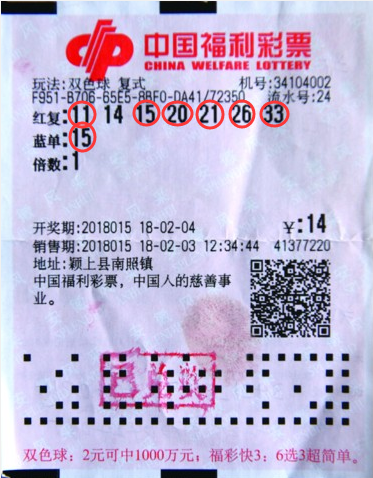 中国福利彩票
CHINA WELFARE LOTTERY
玩法:双色球 复式 机号:34104002
F951-B706-65E5-8BF0-DA41/72350 流水号:24
红复:11 14 15 20 21 26 33
蓝单:15
倍数:1
开奖期:2018015 18-02-04 ¥:14
销售期:2018015 18-02-03 12:34:44 41377220
地址:颍上县南照镇
中国福利彩票，中国人的慈善事
业。
已兑奖
双色球：2元可中1000万元；福彩快3：6选3超简单。